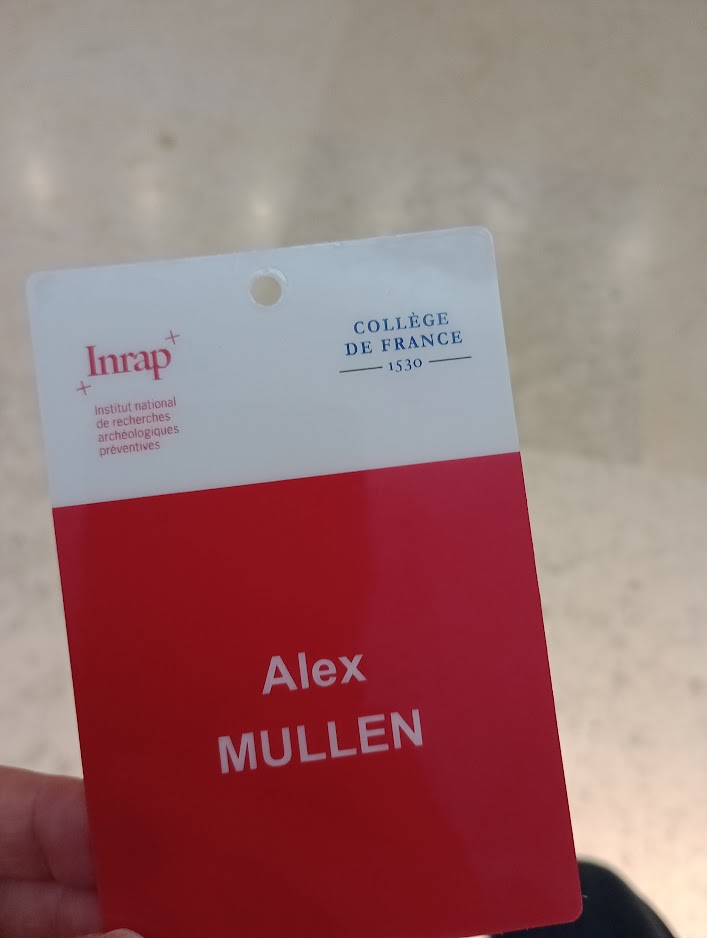 Inrap
Institut national
de recherches
archéologiques
préventives
COLLÈGE
DE FRANCE
1530
Alex
MULLEN